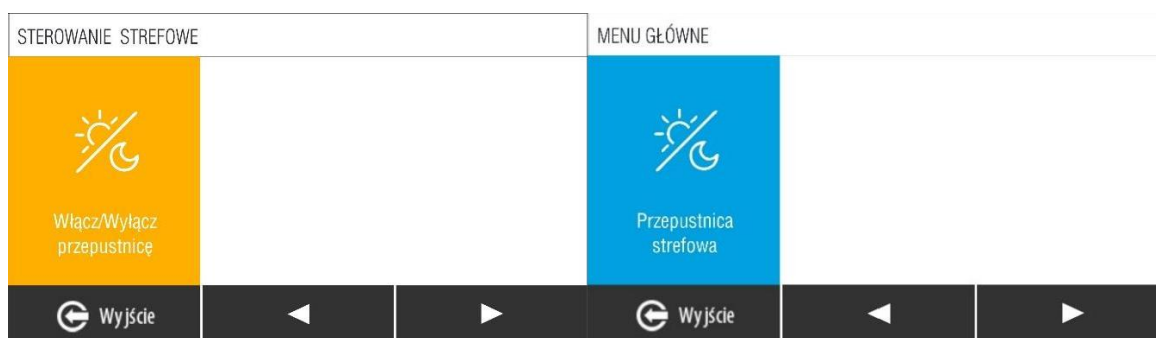 STEROWANIE STREFOWE
Włącz/Wyłącz
przepustnicę
Wyjście
MENU GŁÓWNE
Przepustnica
strefowa
Wyjście